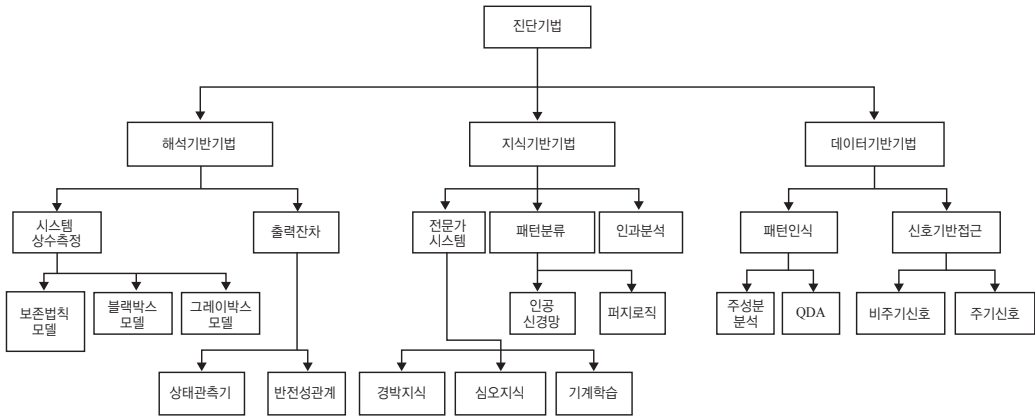 진단기법
해석기반기법
지식기반기법
데이터기반기법
시스템
상수측정
출력잔차
전문가
시스템
패턴분류
인과분석
패턴인식
신호기반접근
보존법칙
모델
블랙박스
모델
그레이박스
모델
인공
신경망
퍼지로직
주성분
분석
QDA
비주기신호
주기신호
상태관측기
반전성관계
경박지식
심오지식
기계학습